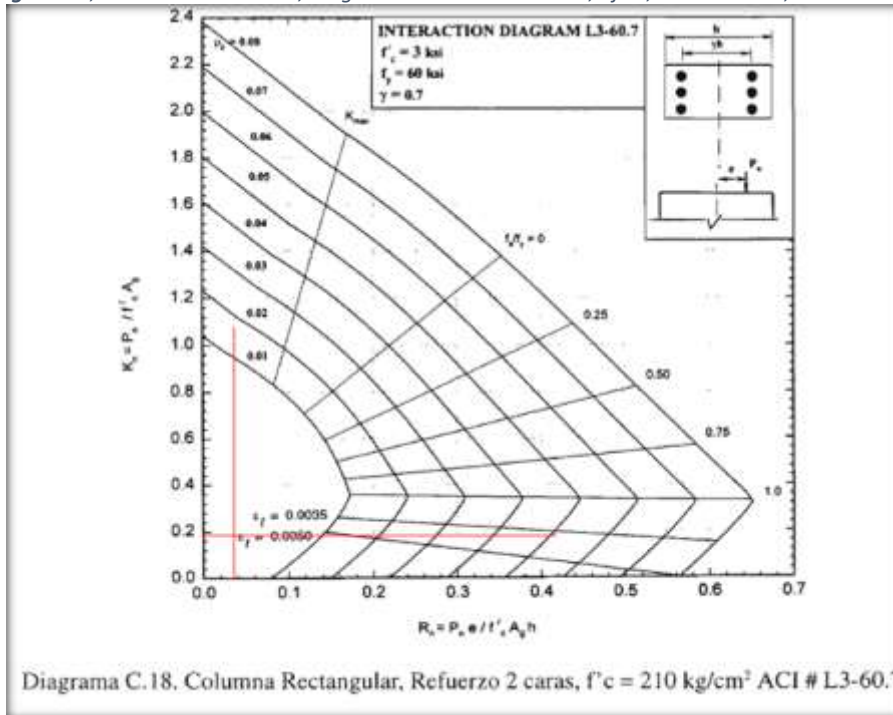 INTERACTION DIAGRAM L3-60.7
f'c = 3 ksi
fy = 60 ksi
γ = 0.7
h
γh
e
Pn
2.4
2.2
2.0
1.8
1.6
1.4
1.2
1.0
0.8
0.6
0.4
0.2
0.0
Kn = Pn / f'c Ag
0.07
0.06
0.05
0.04
0.03
0.02
0.01
Kmax
fs/fy = 0
0.25
0.50
0.75
1.0
εt = 0.0035
εt = 0.0050
0.0 0.1 0.2 0.3 0.4 0.5 0.6 0.7 0.8
Rn = Pn e / f'c Ag h
Diagrama C.18. Columna Rectangular, Refuerzo 2 caras, f'c = 210 kg/cm² ACI # L3-60.7